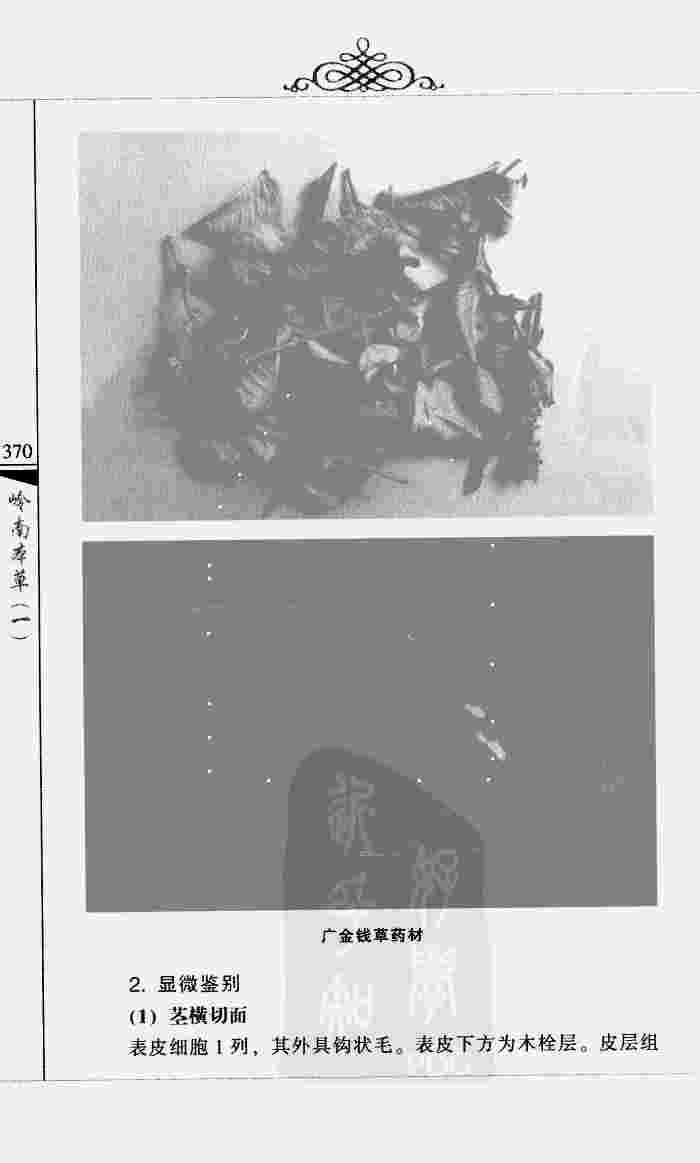 370
岭南本草(一)
广金钱草药材
2. 显微鉴别
(1) 茎横切面
表皮细胞 1 列，其外具钩状毛。表皮下方为木栓层。皮层组